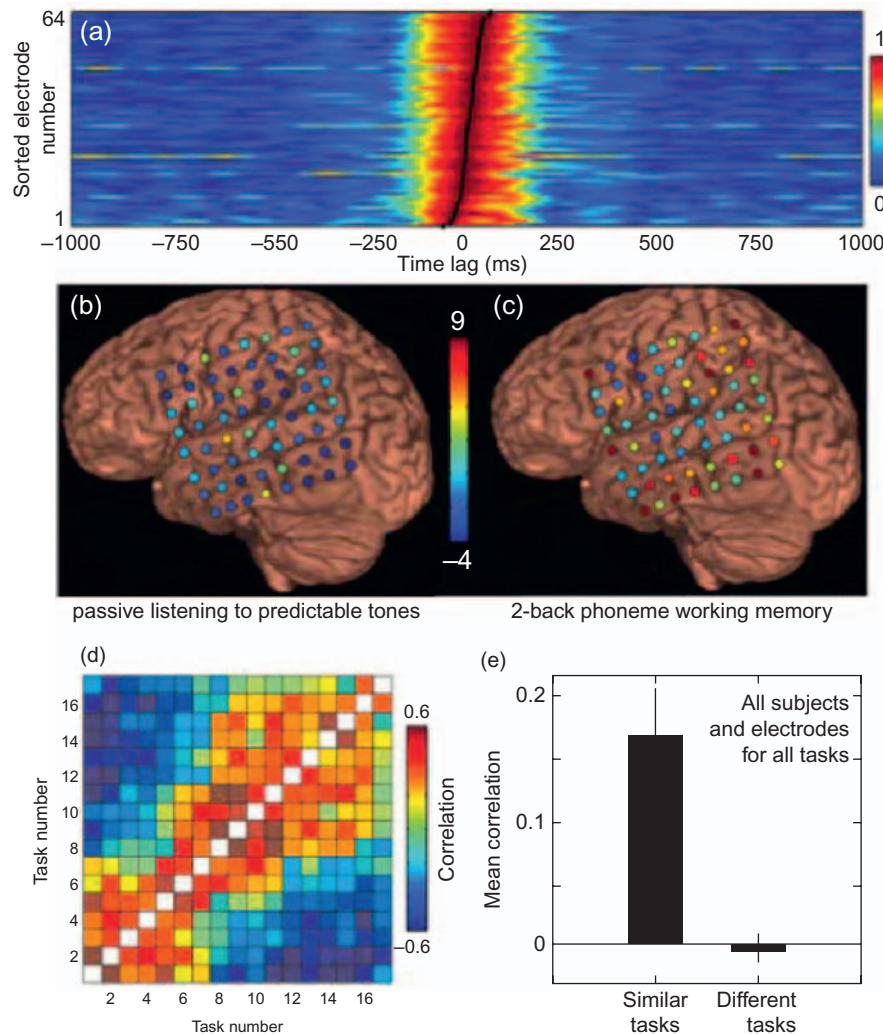 (a)
64
Sorted electrode
number
1
1
0
−1000 −750 −550 −250 0 250 500 750 1000
Time lag (ms)
(b)
(c)
9
−4
passive listening to predictable tones
2-back phoneme working memory
(d)
16
14
12
10
8
6
4
2
Task number
2 4 6 8 10 12 14 16
Task number
0.6
Correlation
−0.6
(e)
0.2
0.1
0
Mean correlation
All subjects
and electrodes
for all tasks
Similar
tasks
Different
tasks